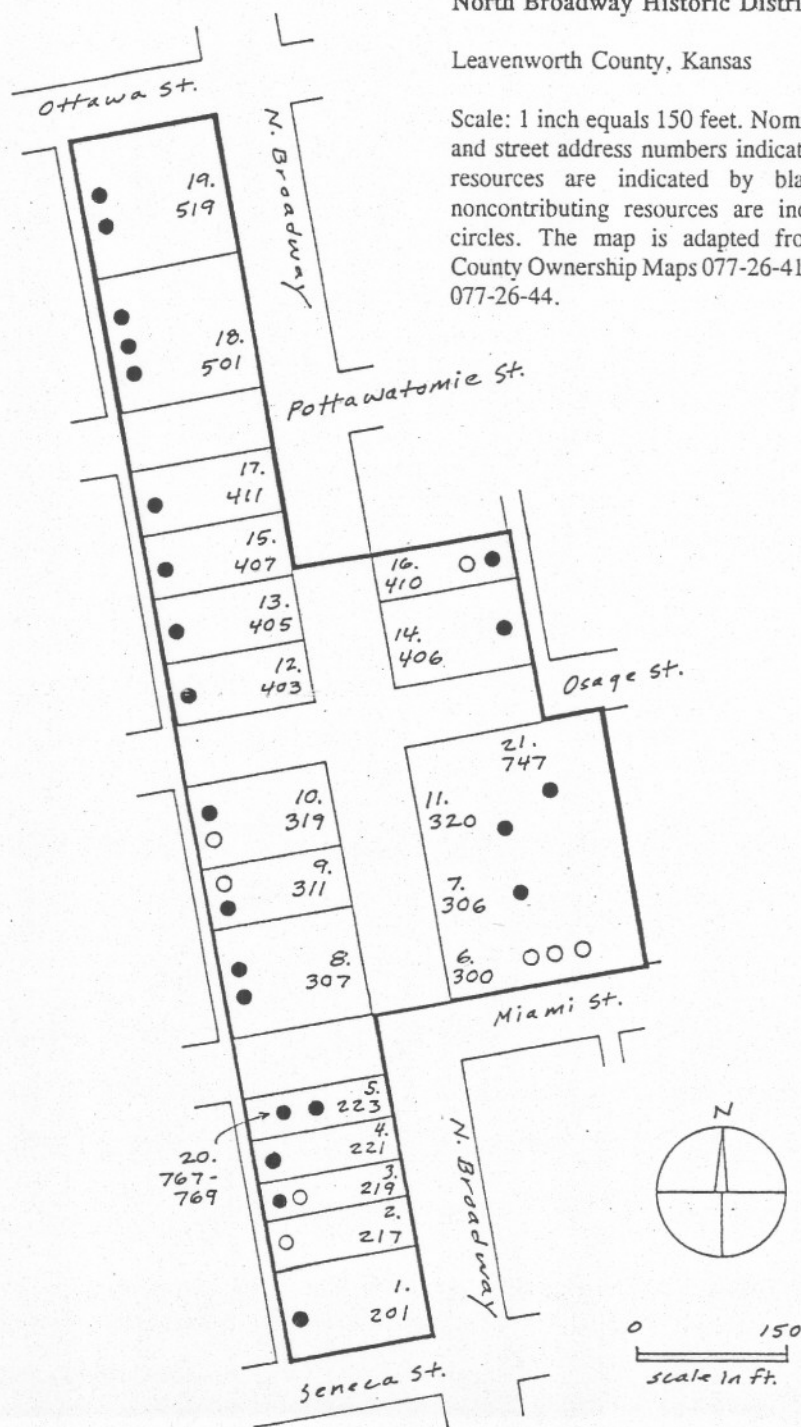 North Broadway Historic Distri
Leavenworth County, Kansas
Scale: 1 inch equals 150 feet. Nom
and street address numbers indicat
resources are indicated by bla
noncontributing resources are inc
circles. The map is adapted fro
County Ownership Maps 077-26-41
077-26-44.
Ottawa St.
N. Broadway
19.
519
18.
501
Pottawatomie St.
17.
411
15.
407
16.
410
13.
405
14.
406
12.
403
Osage St.
21.
747
10.
319
11.
320
9.
311
7.
306
8.
307
6.
300
Miami St.
5.
223
4.
221
20.
767-
769
3.
219
2.
217
N. Broadway
1.
201
Seneca St.
N
0 150
scale in ft.